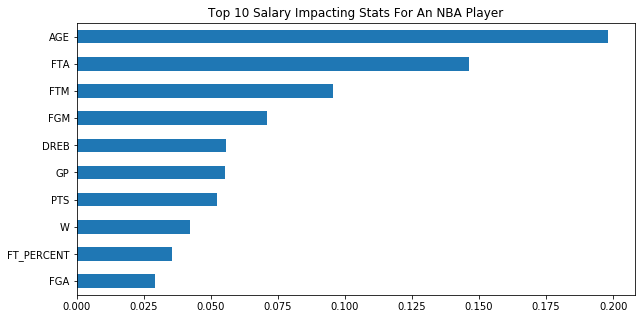 Top 10 Salary Impacting Stats For An NBA Player
AGE
FTA
FTM
FGM
DREB
GP
PTS
W
FT_PERCENT
FGA
0.000 0.025 0.050 0.075 0.100 0.125 0.150 0.175 0.200